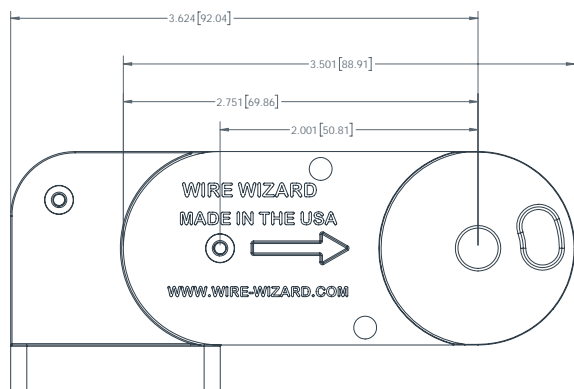 3.624[92.04]
3.501[88.91]
2.751[69.86]
2.001[50.81]
WIRE WIZARD
MADE IN THE USA
WWW.WIRE-WIZARD.COM